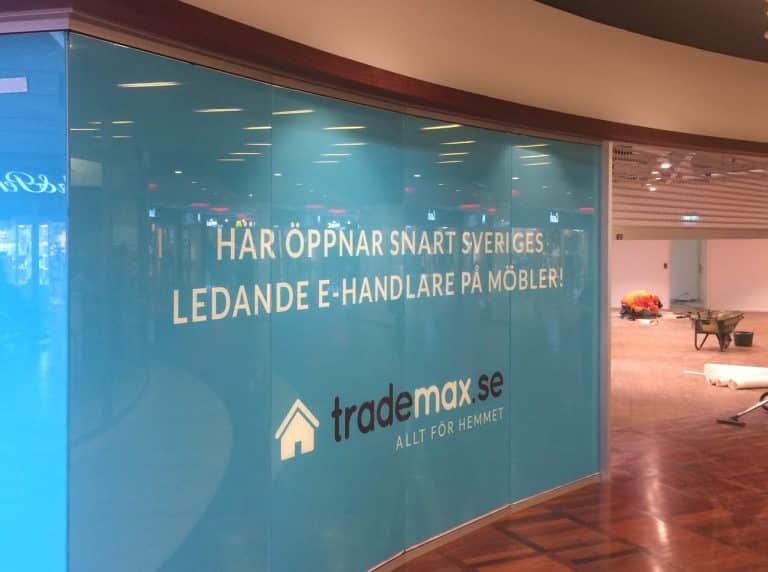 HÄR ÖPPNAR SNART SVERIGES
LEDANDE E-HANDLARE PÅ MÖBLER!
trademax.se
ALLT FÖR HEMMET